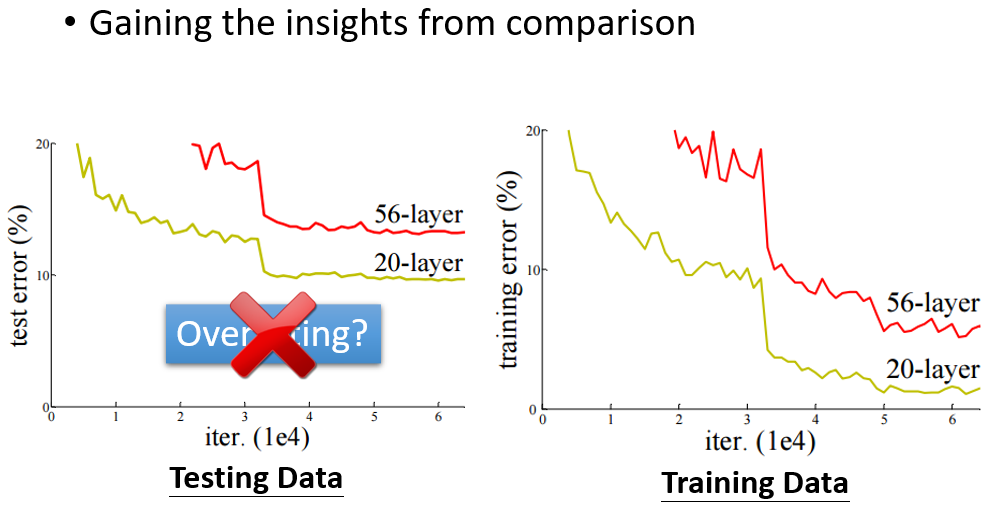 • Gaining the insights from comparison
test error (%)
20
10
0
56-layer
20-layer
Over ting?
0 1 2 3 4 5 6
iter. (1e4)
Testing Data
training error (%)
20
10
0
56-layer
20-layer
0 1 2 3 4 5 6
iter. (1e4)
Training Data